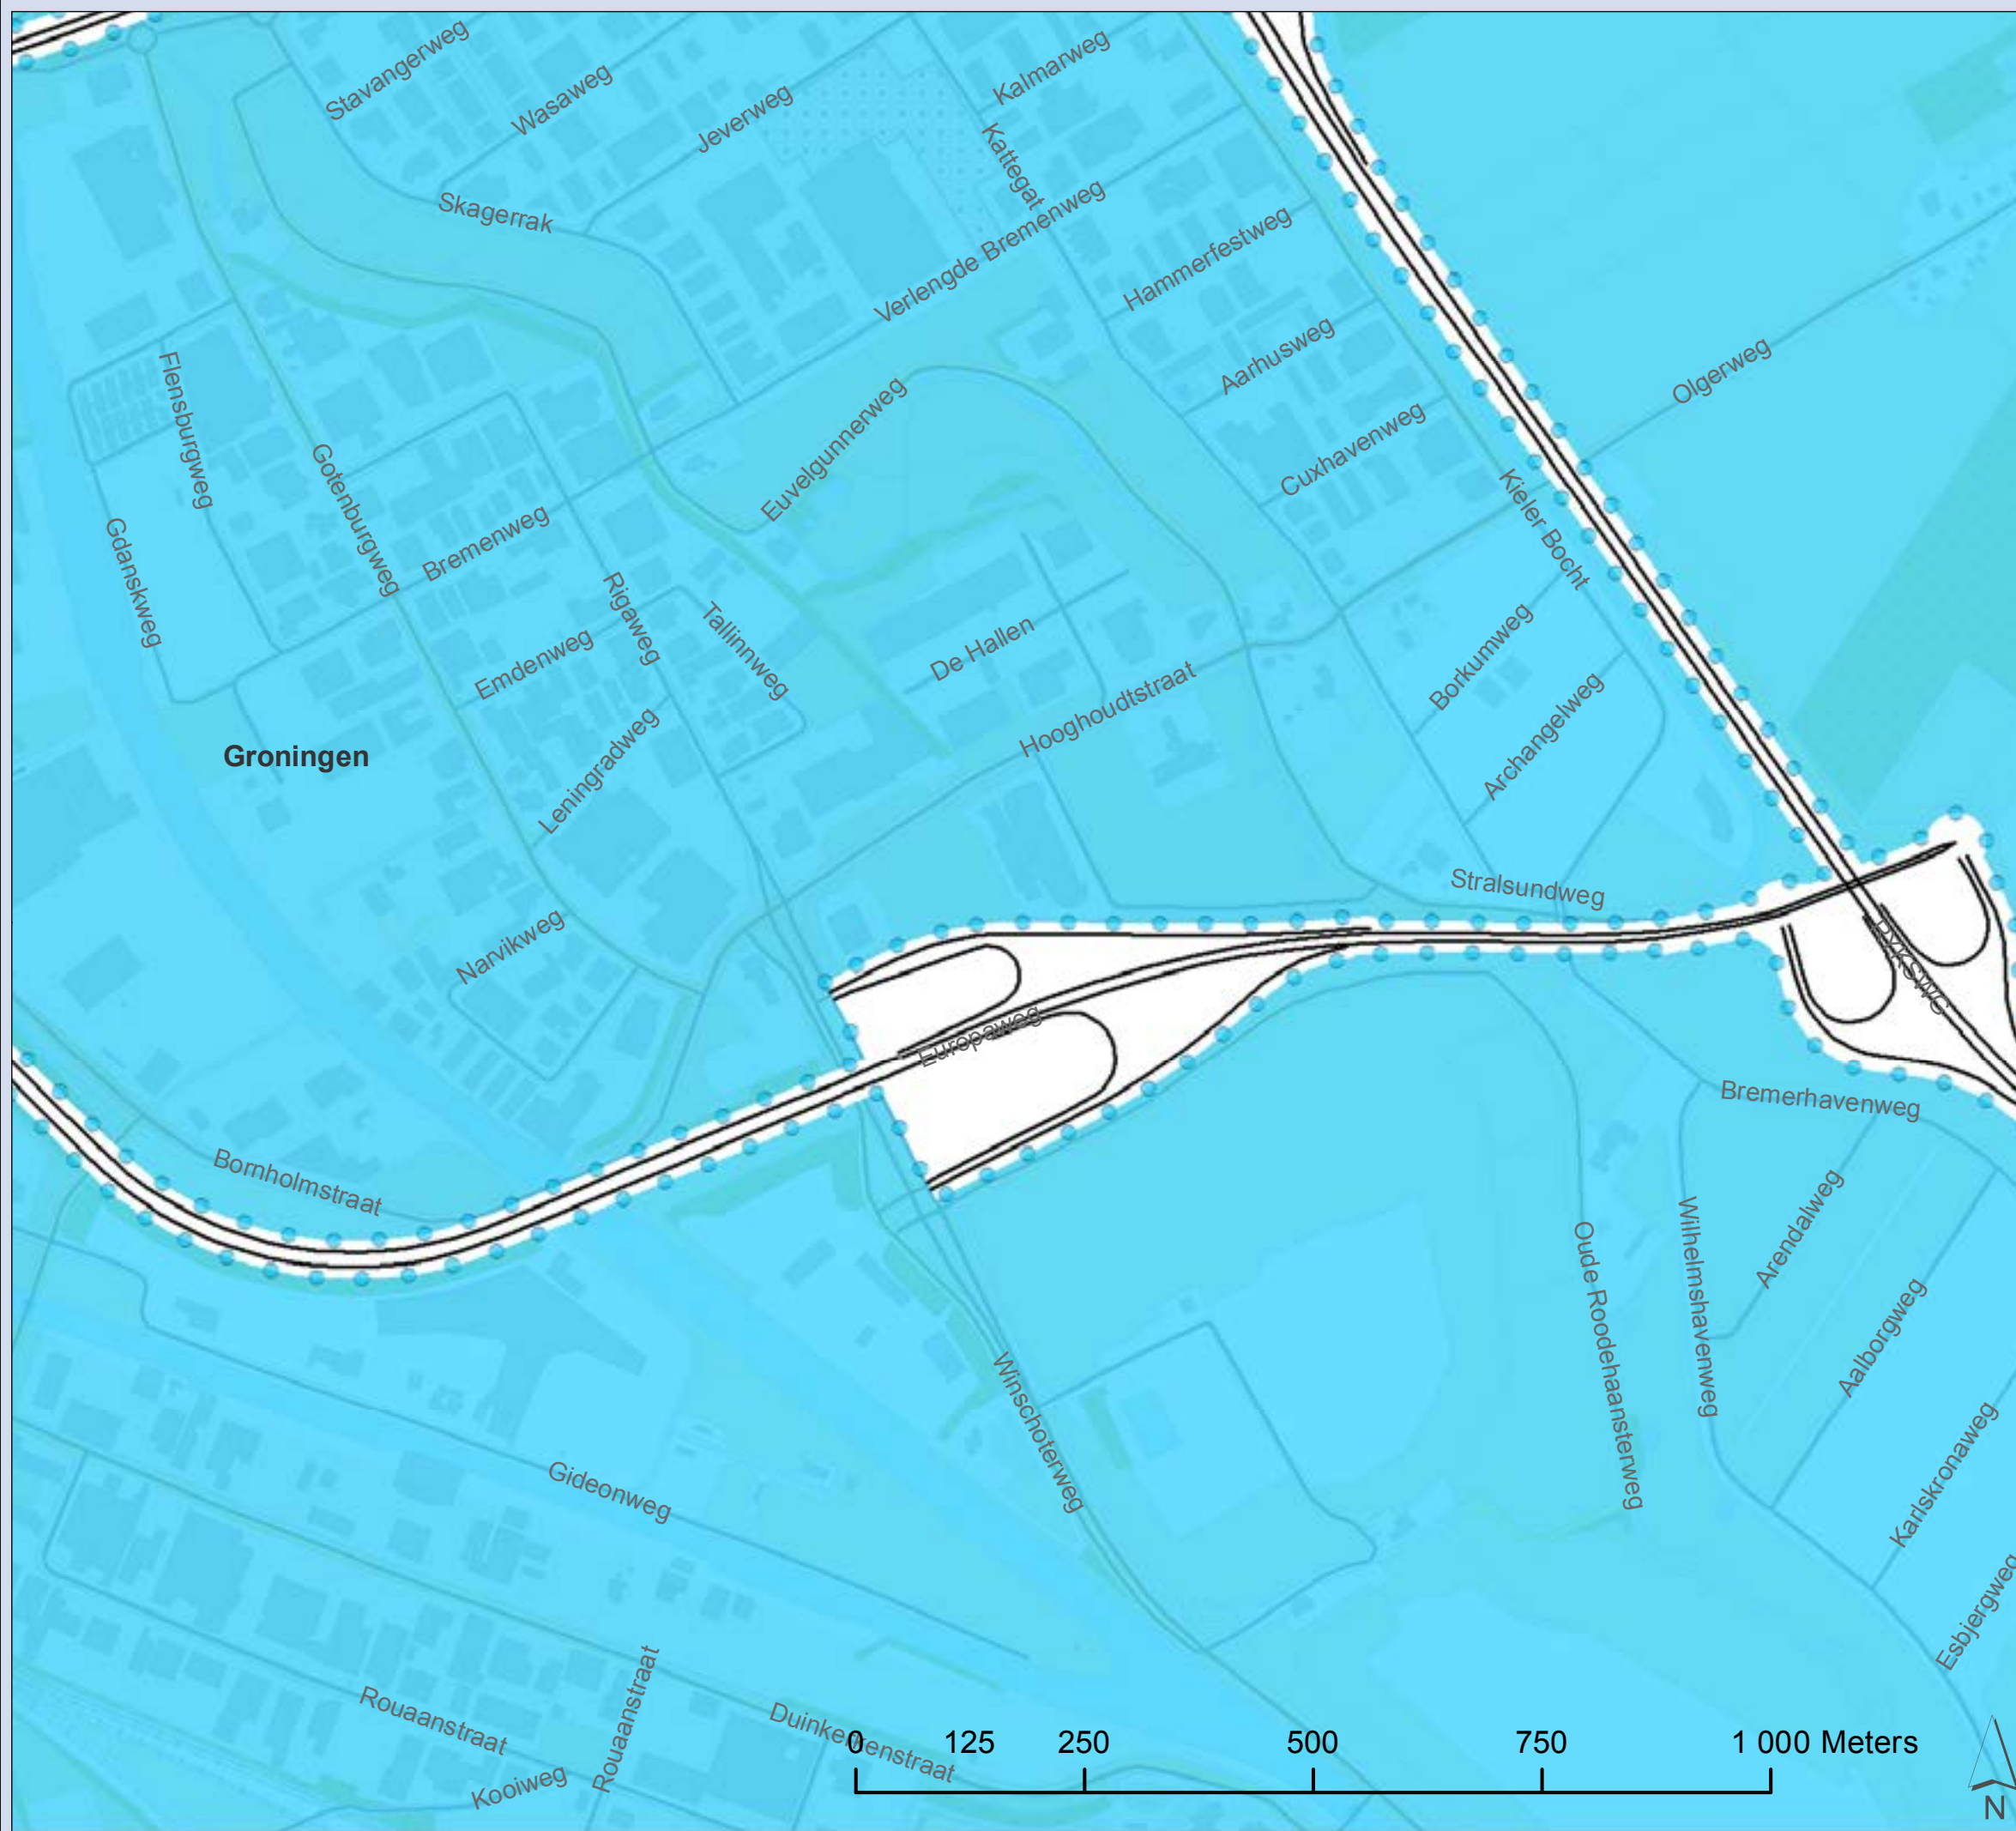 Stavangerweg
Wasaweg
Jeverweg
Kalmarweg
Kattegat
Skagerrak
Verlengde Bremenweg
Hammerfestweg
Aarhusweg
Olgerweg
Flensburgweg
Gotenburgweg
Euvelgunnerweg
Cuxhavenweg
Kieler Bocht
Gdanskweg
Bremenweg
Rigaweg
Tallinnweg
Emdenweg
De Hallen
Borkumweg
Hooghoudtstraat
Archangelweg
Leningradweg
Groningen
Stralsundweg
Narvikweg
Europaweg
Bremerhavenweg
Bornholmstraat
Arendalweg
Wilhelmshavenweg
Oude Roodehaansterweg
Aalborgweg
Winschoterweg
Karlskronaweg
Gideonweg
Esbjergweg
Rouaanstraat
Rouaanstraat
Duinkerkenstraat
Kooiweg
0 125 250 500 750 1 000 Meters
N